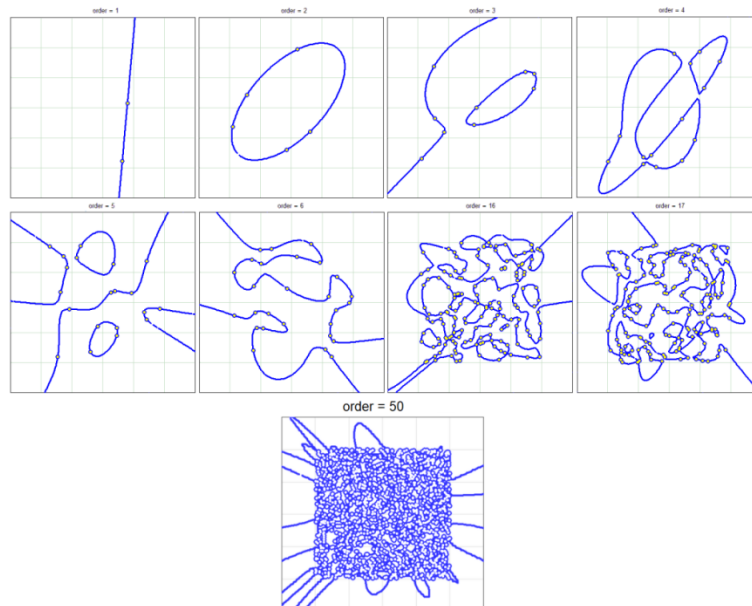 order = 1
order = 2
order = 3
order = 4
order = 5
order = 6
order = 16
order = 17
order = 50